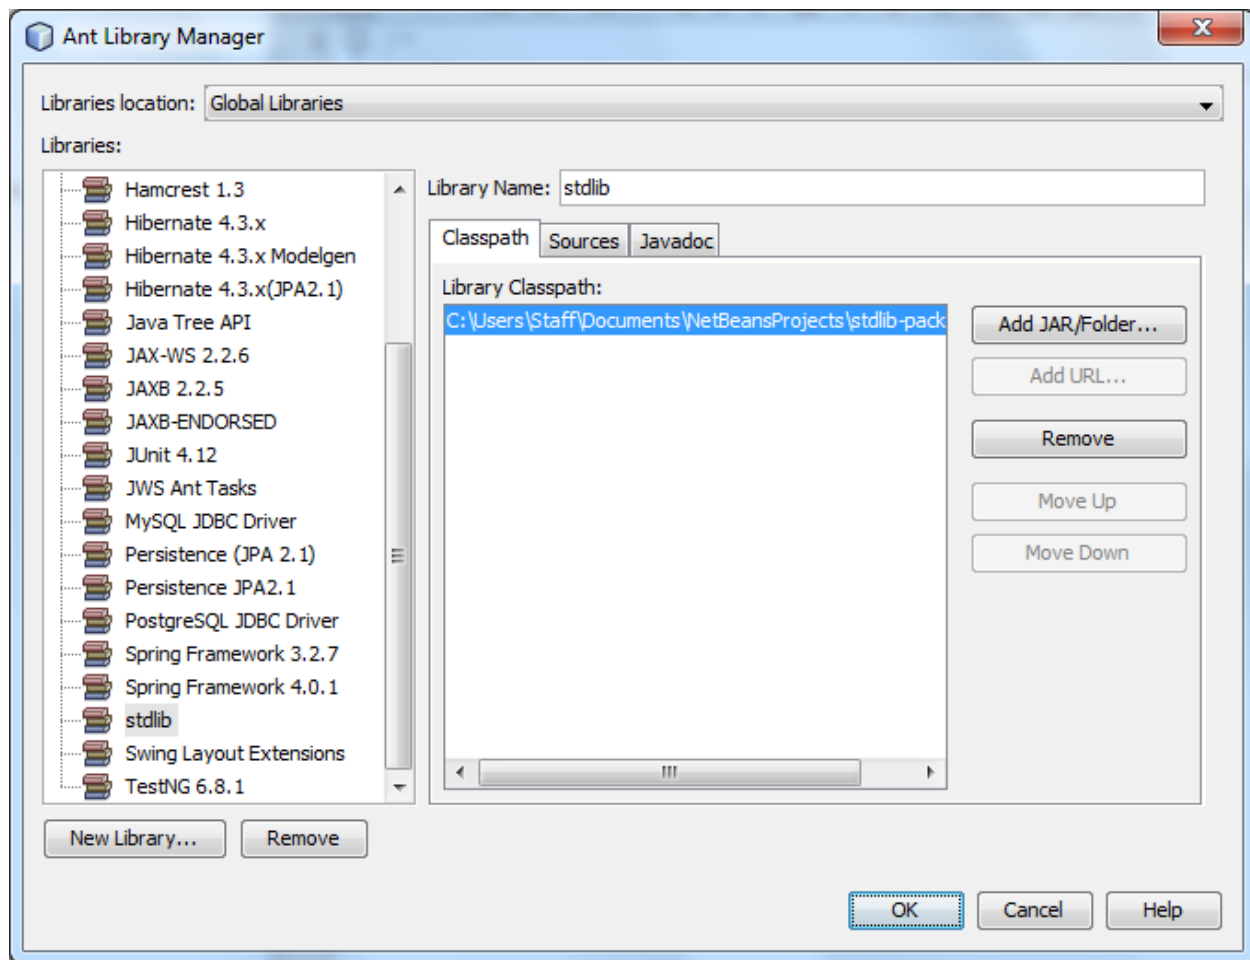 Ant Library Manager
Libraries location: Global Libraries
Libraries:
Hamcrest 1.3
Hibernate 4.3.x
Hibernate 4.3.x Modelgen
Hibernate 4.3.x(JPA2.1)
Java Tree API
JAX-WS 2.2.6
JAXB 2.2.5
JAXB-ENDORSED
JUnit 4.12
JWS Ant Tasks
MySQL JDBC Driver
Persistence (JPA 2.1)
Persistence JPA2.1
PostgreSQL JDBC Driver
Spring Framework 3.2.7
Spring Framework 4.0.1
stdlib
Swing Layout Extensions
TestNG 6.8.1
New Library... Remove
Library Name: stdlib
Classpath Sources Javadoc
Library Classpath:
C:\Users\Staff\Documents\NetBeansProjects\stdlib-pack
Add JAR/Folder...
Add URL...
Remove
Move Up
Move Down
OK Cancel Help